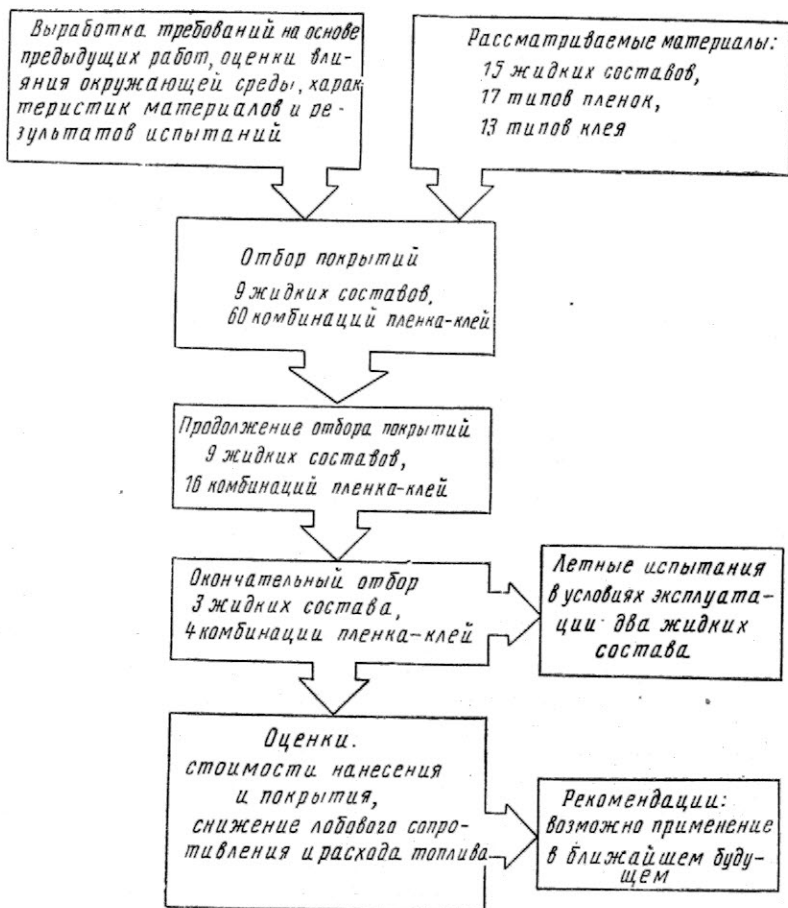 Выработка требований на основе
предыдущих работ, оценки влия-
яния окружающей среды, харак
теристик материалов и ре-
зультатов испытаний
Рассматриваемые материалы:
15 жидких составов,
17 типов пленок,
13 типов клея
Отбор покрытий
9 жидких составов,
60 комбинаций пленка-клей
Продолжение отбора покрытий
9 жидких составов,
16 комбинаций пленка-клей
Окончательный отбор
3 жидких состава,
4 комбинации пленка-клей
Летные испытания
в условиях эксплуата-
ции два жидких
состава
Оценки.
стоимости нанесения
и покрытия,
снижение лобового сопро-
тивления и расхода топлива
Рекомендации:
возможно применение
в ближайшем буду-
щем